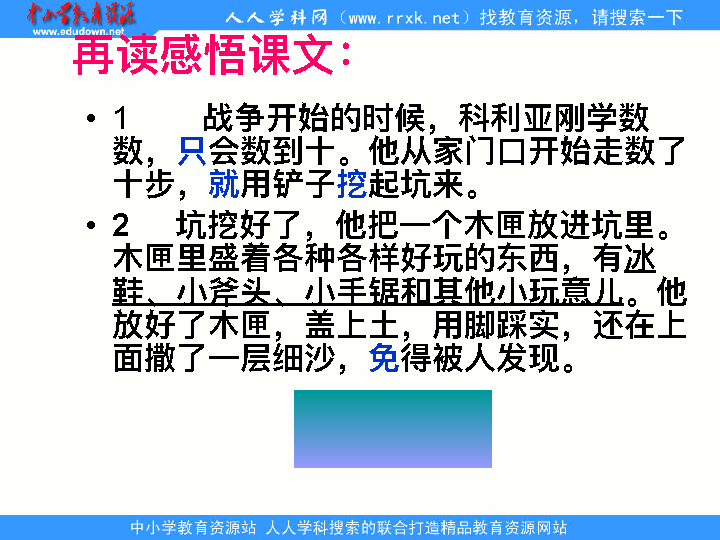 中小学教育资源
www.edudown.net
人人学科网（www.rrxk.net）找教育资源，请搜索一下
再读感悟课文：
• 1 战争开始的时候，科利亚刚学数
数，只会数到十。他从家门口开始走数了
十步，就用铲子挖起坑来。
• 2 坑挖好了，他把一个木匣放进坑里。
木匣里盛着各种各样好玩的东西，有冰
鞋、小斧头、小手锯和其他小玩意儿。他
放好了木匣，盖上土，用脚踩实，还在上
面撒了一层细沙，免得被人发现。
中小学教育资源站 人人学科搜索的联合打造精品教育资源网站